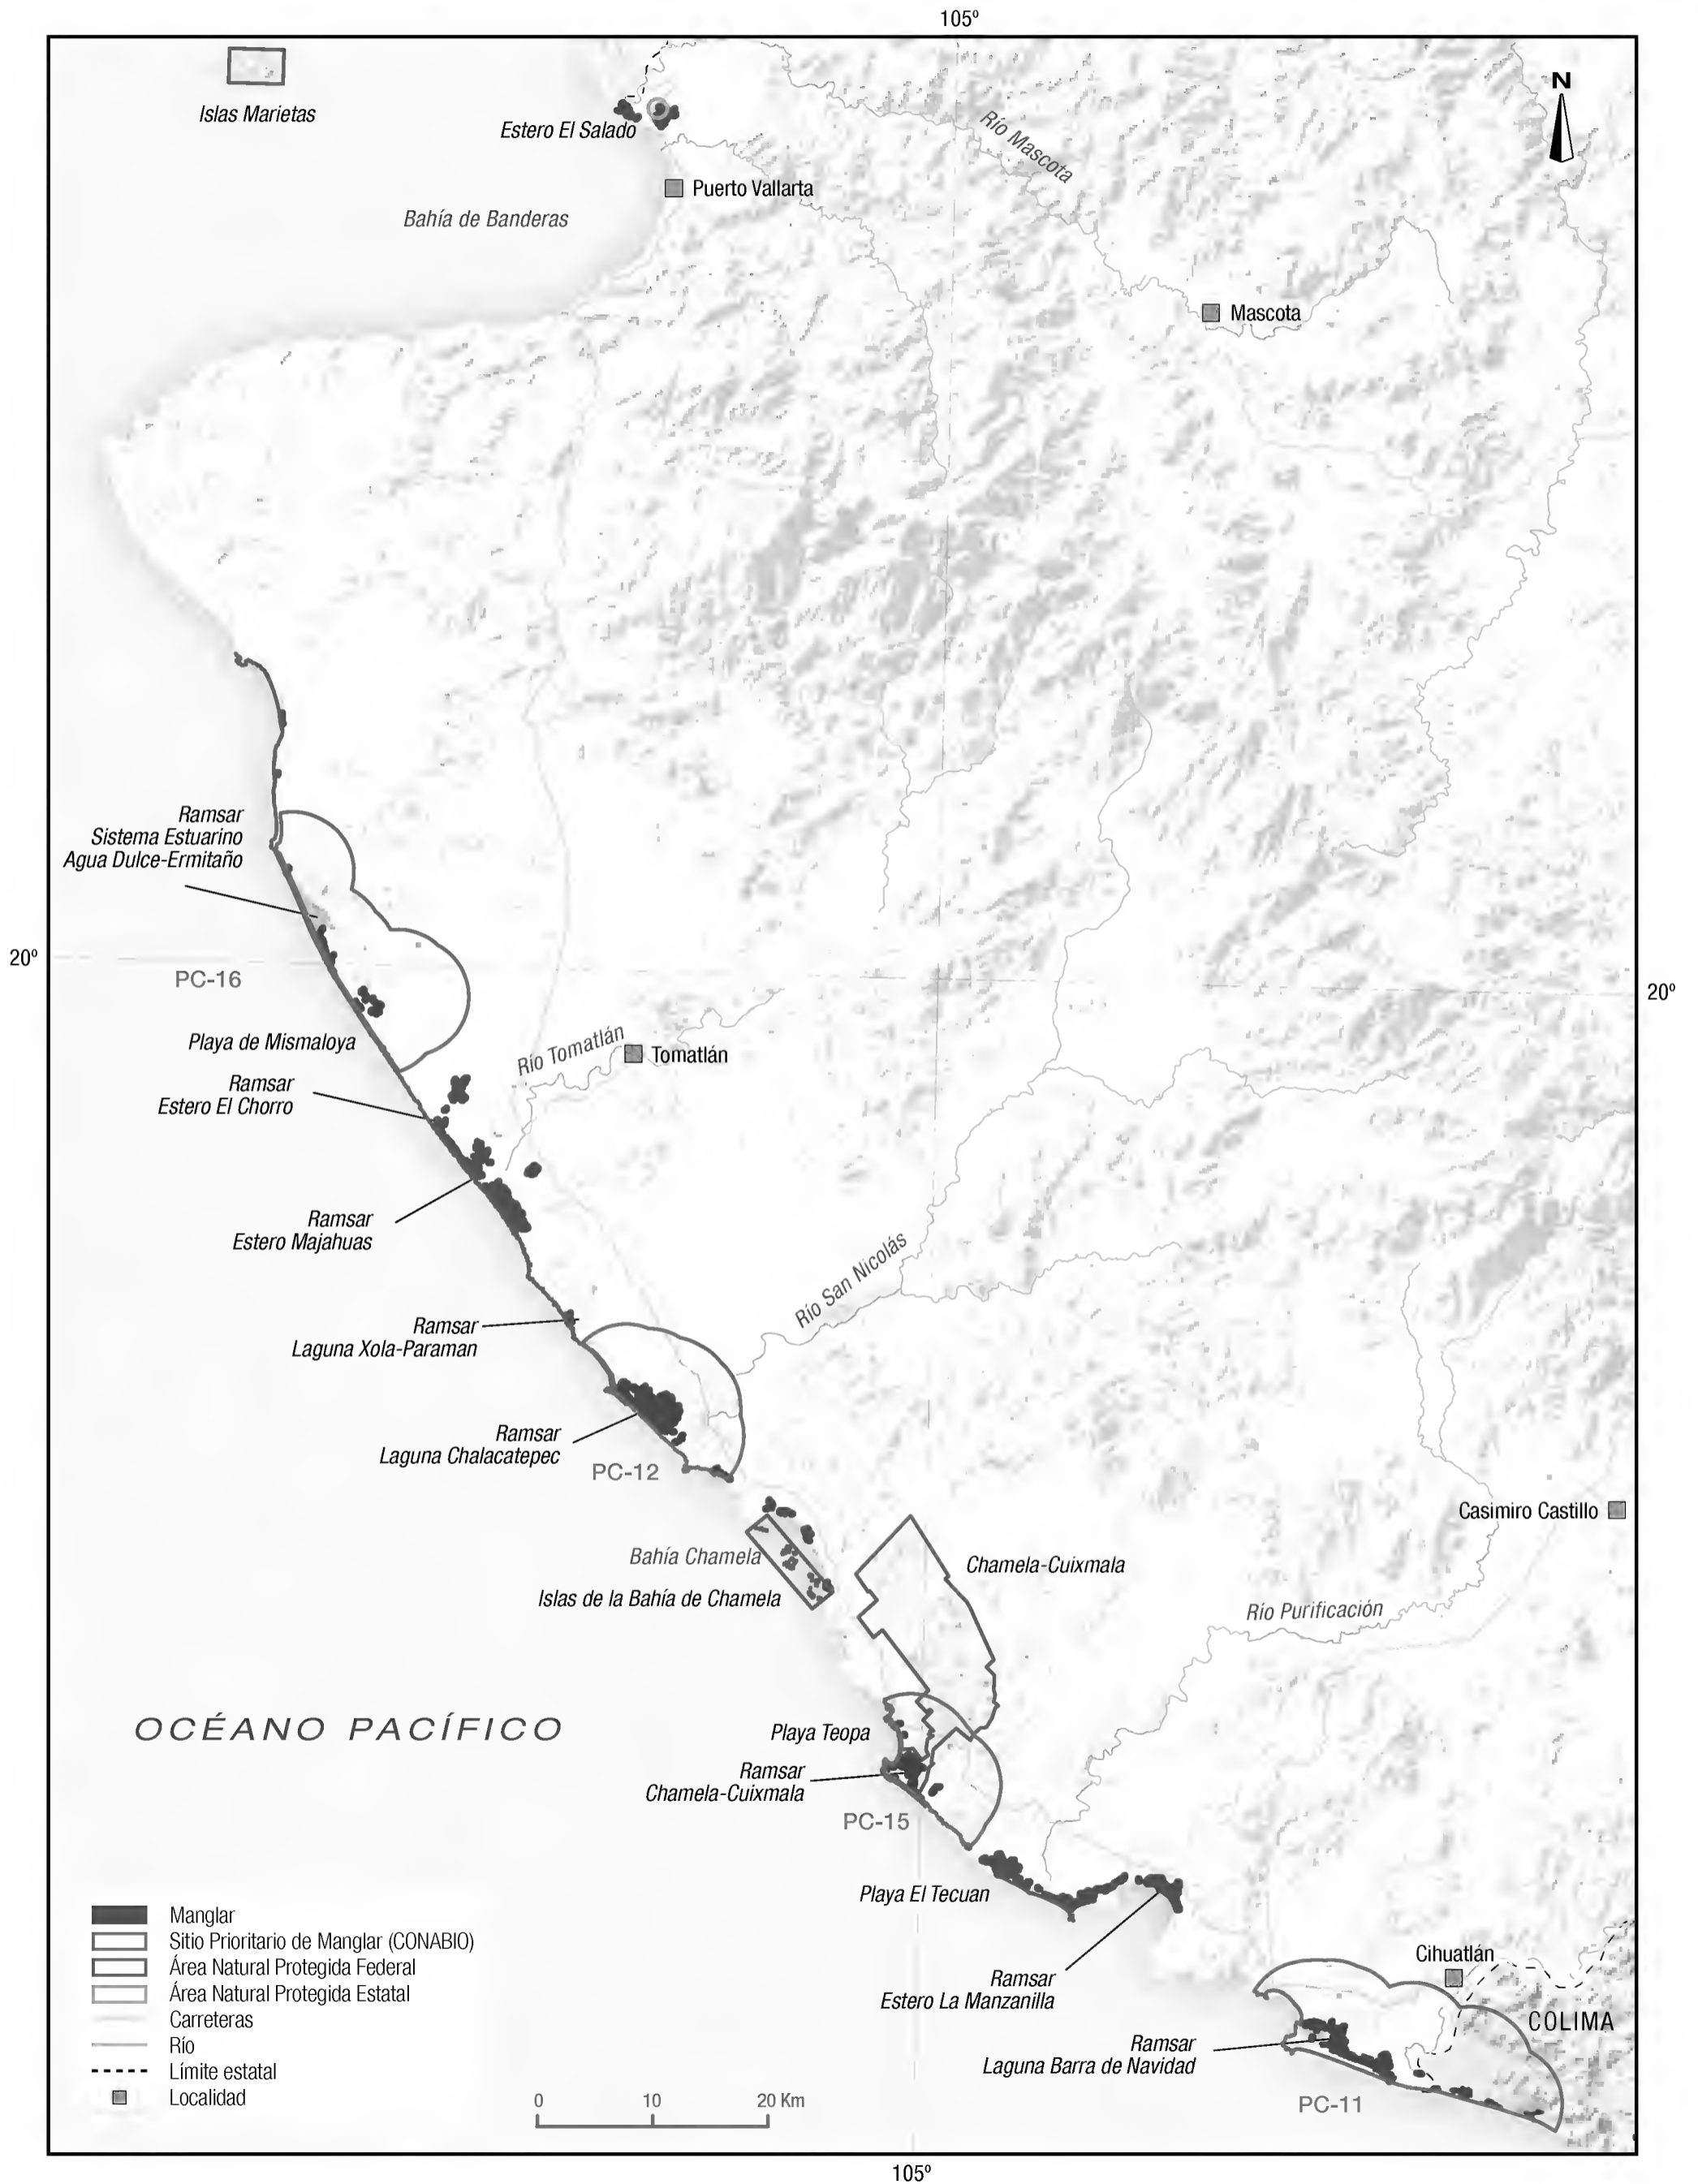 105º
N
Islas Marietas
Estero El Salado
Río Mascota
Puerto Vallarta
Bahía de Banderas
Mascota
Ramsar
Sistema Estuarino
Agua Dulce-Ermitaño
20º
PC-16
20º
Playa de Mismaloya
Río Tomatlán
Tomatlán
Ramsar
Estero El Chorro
Ramsar
Estero Majahuas
Río San Nicolás
Ramsar
Laguna Xola-Paraman
Ramsar
Laguna Chalacatepec
PC-12
Casimiro Castillo
Bahía Chamela
Chamela-Cuixmala
Islas de la Bahía de Chamela
Río Purificación
OCÉANO PACÍFICO
Playa Teopa
Ramsar
Chamela-Cuixmala
PC-15
Playa El Tecuan
Ramsar
Estero La Manzanilla
Cihuatlán
COLIMA
Ramsar
Laguna Barra de Navidad
PC-11
Manglar
Sitio Prioritario de Manglar (CONABIO)
Área Natural Protegida Federal
Área Natural Protegida Estatal
Carreteras
Río
Límite estatal
Localidad
0 10 20 Km
105º